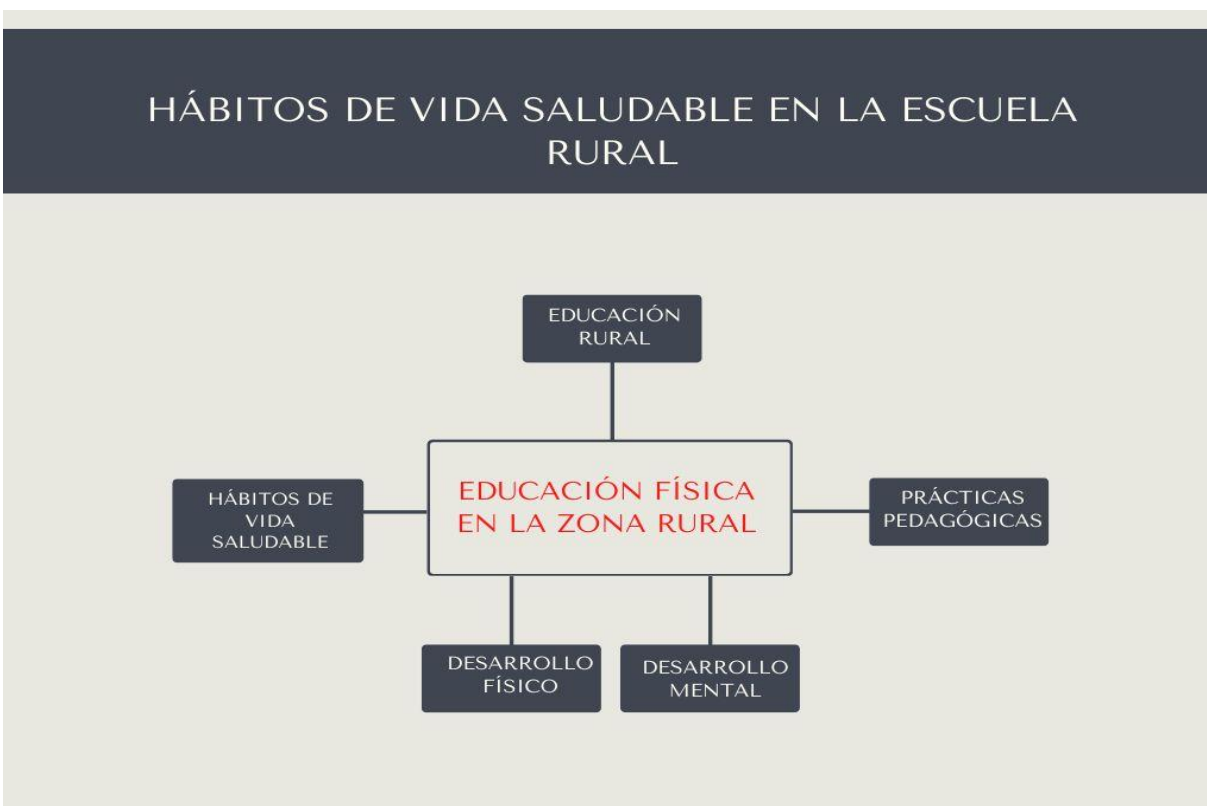 HÁBITOS DE VIDA SALUDABLE EN LA ESCUELA
RURAL
EDUCACIÓN
RURAL
EDUCACIÓN FÍSICA
EN LA ZONA RURAL
HÁBITOS DE
VIDA
SALUDABLE
PRÁCTICAS
PEDAGÓGICAS
DESARROLLO
FÍSICO
DESARROLLO
MENTAL